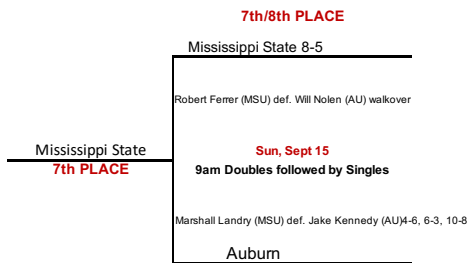 7th/8th PLACE
Mississippi State 8-5
Robert Ferrer (MSU) def. Will Nolen (AU) walkover
Mississippi State
Sun, Sept 15
7th PLACE
9am Doubles followed by Singles
Marshall Landry (MSU) def. Jake Kennedy (AU)4-6, 6-3, 10-8
Auburn